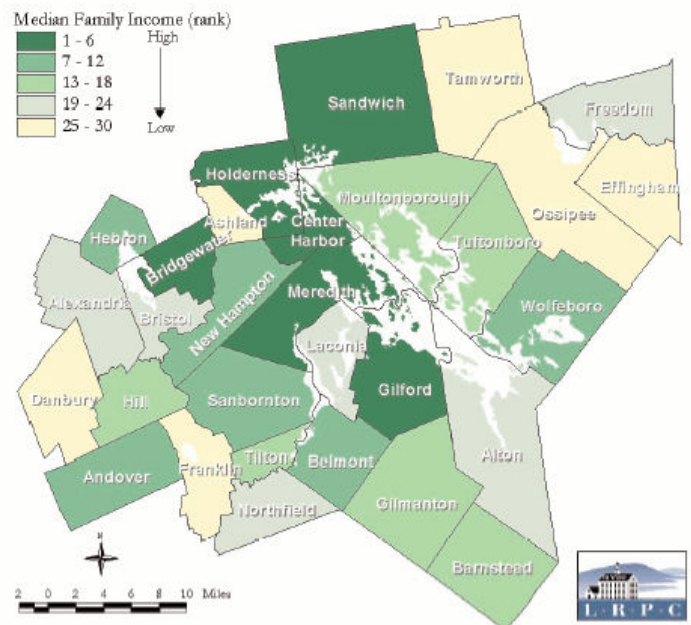 Median Family Income (rank)
1 - 6
High
7 - 12
13 - 18
19 - 24
Low
25 - 30
Sandwich
Tamworth
Freedom
Holderness
Moultonborough
Effingham
Ashland
Center
Harbor
Ossipee
Hebron
Bridgewater
Tuftonboro
Alexandria
Bristol
New Hampton
Meredith
Wolfeboro
Laconia
Gilford
Danbury
Hill
Sanbornton
Andover
Franklin
Tilton
Belmont
Alton
Northfield
Gilmanton
Barnstead
N
2 0 2 4 6 8 10 Miles
L·R·P·C